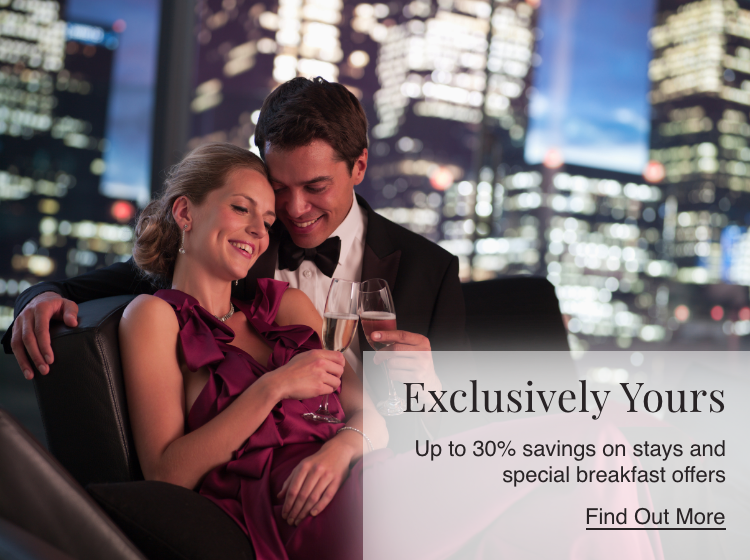 Exclusively Yours
Up to 30% savings on stays and
special breakfast offers
Find Out More